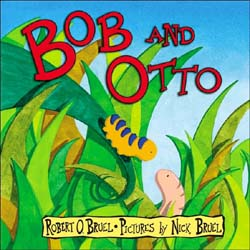 BOB AND
OTTO
ROBERT O. BRUEL • PICTURES BY NICK BRUEL